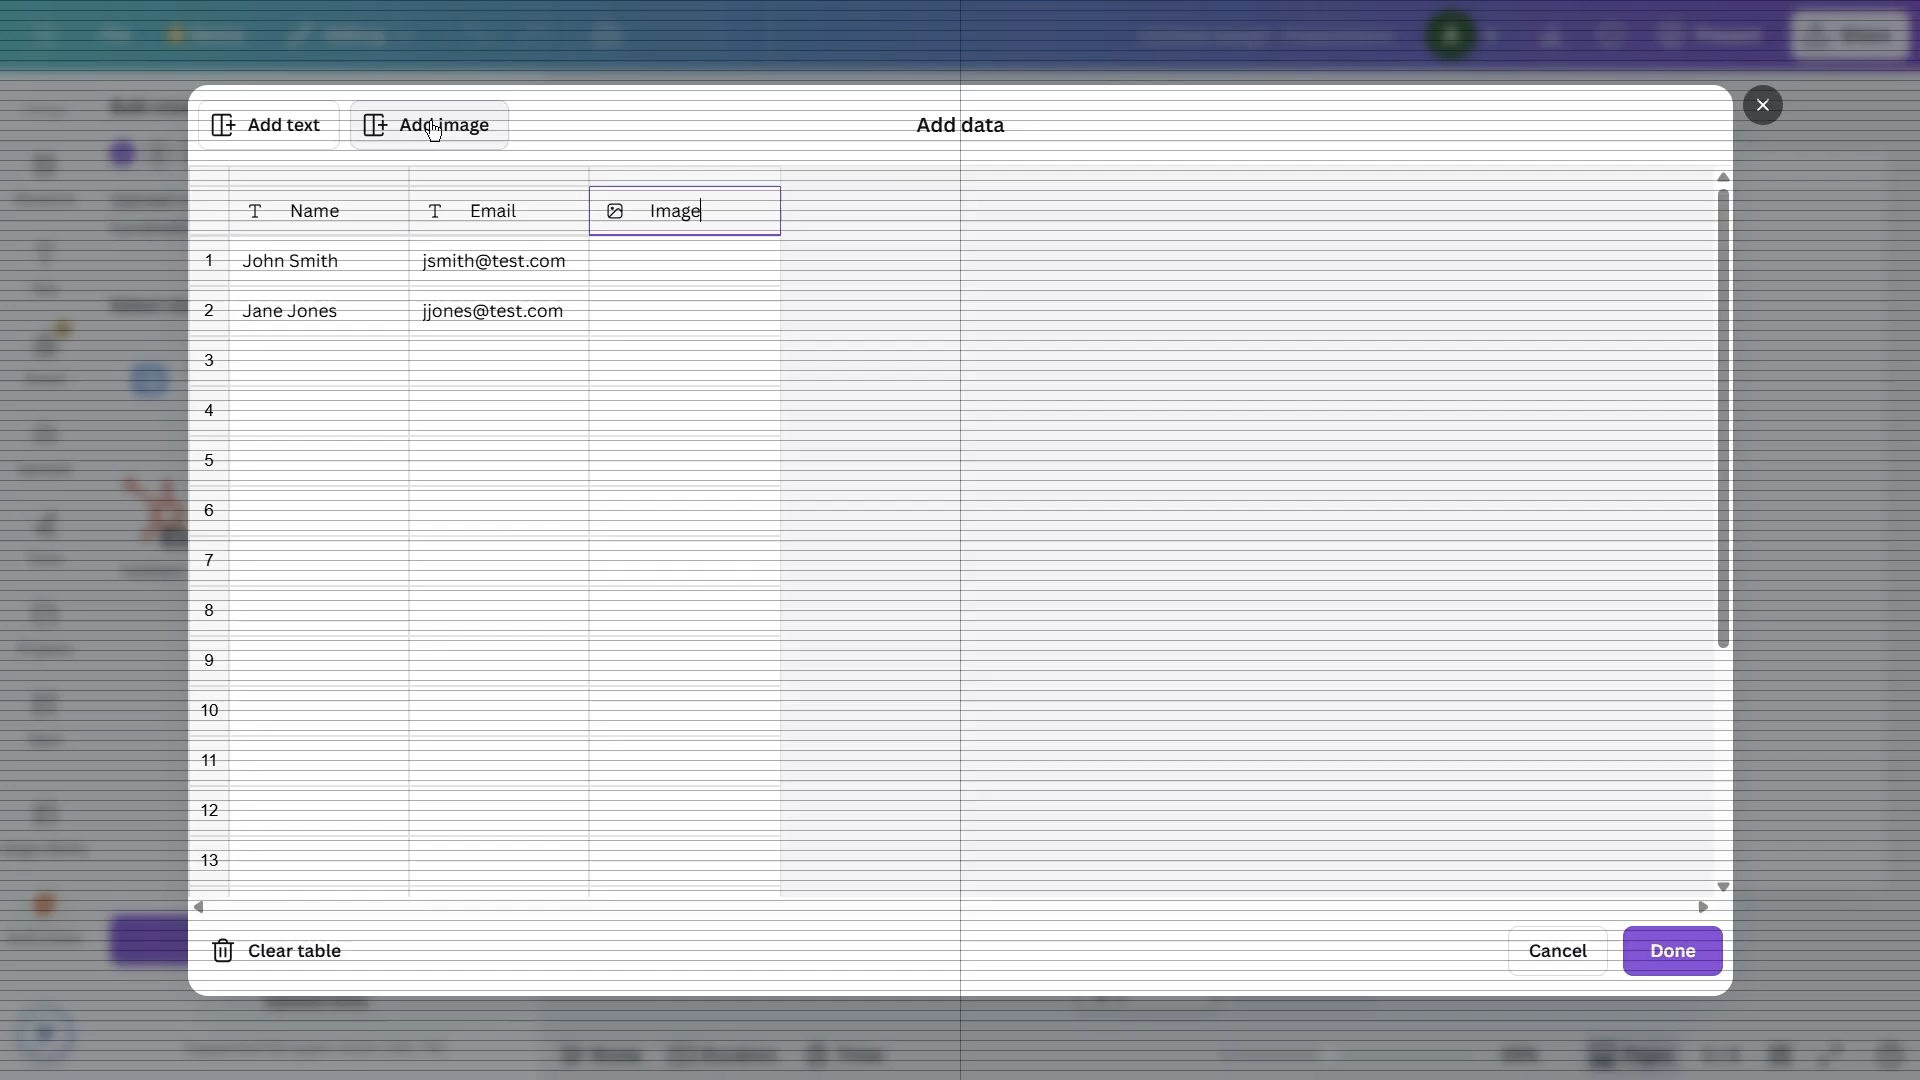 Add text Add image Add data
Name Email Image
1 John Smith jsmith@test.com
2 Jane Jones jjones@test.com
3
4
5
6
7
8
9
10
11
12
13
Clear table Cancel Done